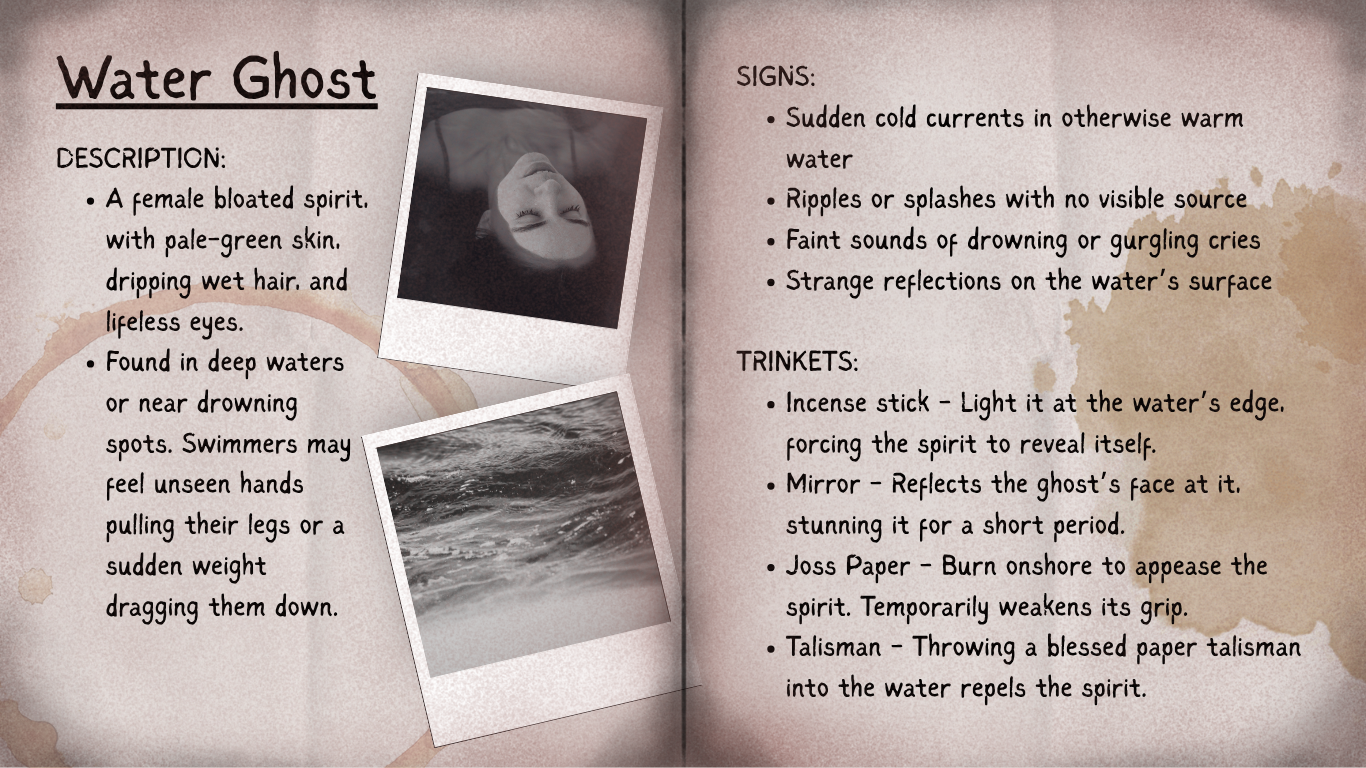 Water Ghost
DESCRIPTION:
• A female bloated spirit,
with pale-green skin,
dripping wet hair, and
lifeless eyes.
• Found in deep waters
or near drowning
spots. Swimmers may
feel unseen hands
pulling their legs or a
sudden weight
dragging them down.
SIGNS:
• Sudden cold currents in otherwise warm
water
• Ripples or splashes with no visible source
• Faint sounds of drowning or gurgling cries
• Strange reflections on the water's surface
TRINKETS:
• Incense stick - Light it at the water's edge,
forcing the spirit to reveal itself.
• Mirror - Reflects the ghost's face at it,
stunning it for a short period.
• Joss Paper - Burn onshore to appease the
spirit. Temporarily weakens its grip.
• Talisman - Throwing a blessed paper talisman
into the water repels the spirit.